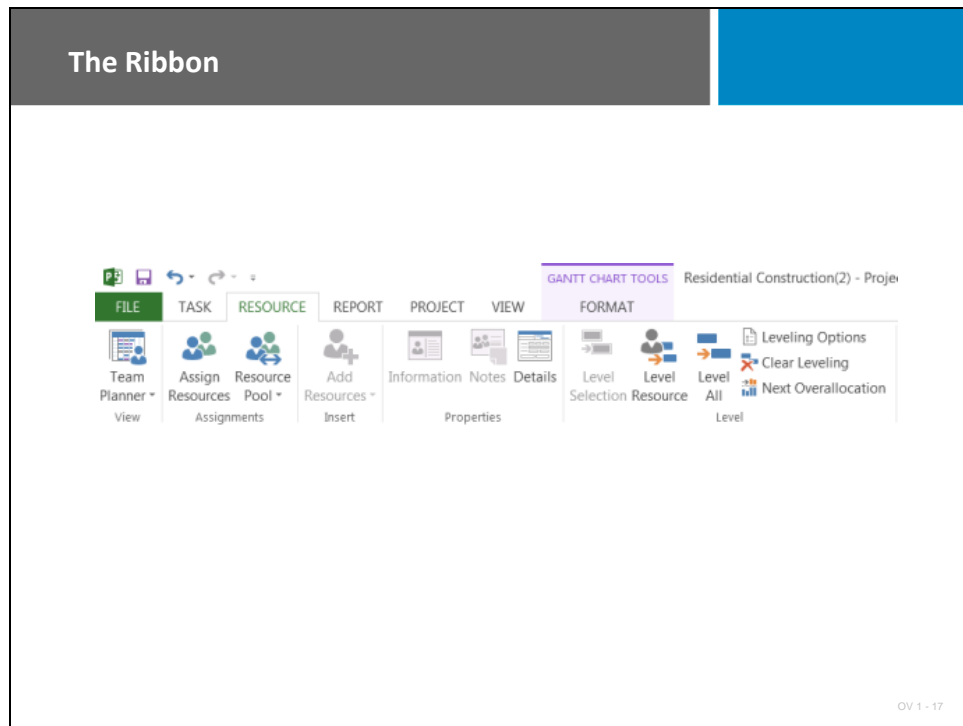 The Ribbon
GANTT CHART TOOLS Residential Construction(2) - Proje
FILE TASK RESOURCE REPORT PROJECT VIEW FORMAT
Team Planner
Assign Resources
Resource Pool
Add Resources
Information
Notes
Details
Level Selection
Level Resource
Level All
Leveling Options
Clear Leveling
Next Overallocation
View Assignments Insert Properties Level
OV 1 - 17